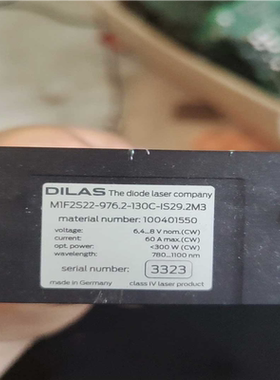 DILAS The diode laser company
M1F2S22-976.2-130C-IS29.2M3
material number: 100401550
voltage: 6,4...8 V nom.(CW)
current: 60 A max.(CW)
opt. power: <300 W (CW)
wavelength: 780...1100 nm
serial number: 3323
made in Germany class IV laser product